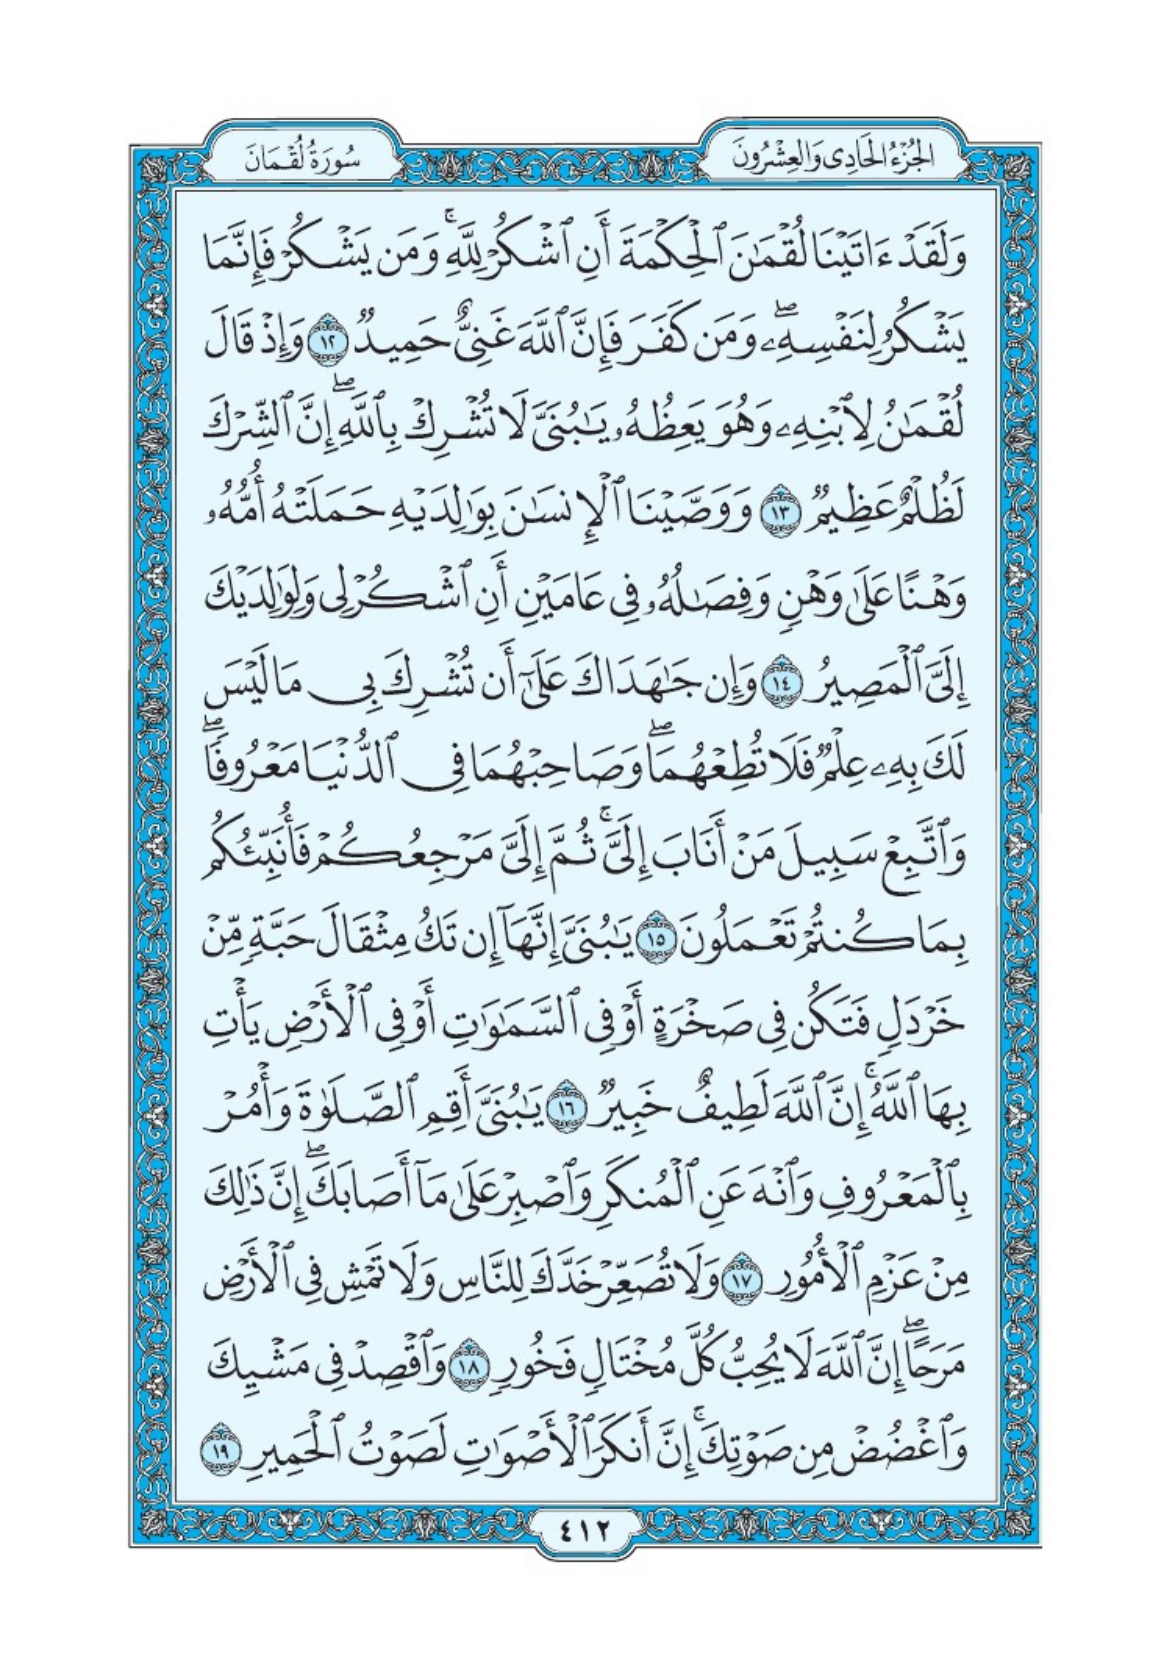 الجُزْءُ الحَادِى وَالعِشْرُونَ
سُورَةُ لُقْمَانَ
وَلَقَدْ ءَاتَيْنَا لُقْمَٰنَ ٱلْحِكْمَةَ أَنِ ٱشْكُرْ لِلَّهِۚ وَمَن يَشْكُرْ فَإِنَّمَا
يَشْكُرُ لِنَفْسِهِۦۖ وَمَن كَفَرَ فَإِنَّ ٱللَّهَ غَنِىٌّ حَمِيدٌ ١٢ وَإِذْ قَالَ
لُقْمَٰنُ لِٱبْنِهِۦ وَهُوَ يَعِظُهُۥ يَٰبُنَىَّ لَا تُشْرِكْ بِٱللَّهِۖ إِنَّ ٱلشِّرْكَ
لَظُلْمٌ عَظِيمٌ ١٣ وَوَصَّيْنَا ٱلْإِنسَٰنَ بِوَٰلِدَيْهِ حَمَلَتْهُ أُمُّهُۥ
وَهْنًا عَلَىٰ وَهْنٍ وَفِصَٰلُهُۥ فِى عَامَيْنِ أَنِ ٱشْكُرْ لِى وَلِوَٰلِدَيْكَ
إِلَىَّ ٱلْمَصِيرُ ١٤ وَإِن جَٰهَدَاكَ عَلَىٰٓ أَن تُشْرِكَ بِى مَا لَيْسَ
لَكَ بِهِۦ عِلْمٌ فَلَا تُطِعْهُمَاۖ وَصَاحِبْهُمَا فِى ٱلدُّنْيَا مَعْرُوفًاۖ
وَٱتَّبِعْ سَبِيلَ مَنْ أَنَابَ إِلَىَّۚ ثُمَّ إِلَىَّ مَرْجِعُكُمْ فَأُنَبِّئُكُم
بِمَا كُنتُمْ تَعْمَلُونَ ١٥ يَٰبُنَىَّ إِنَّهَآ إِن تَكُ مِثْقَالَ حَبَّةٍ مِّنْ
خَرْدَلٍ فَتَكُن فِى صَخْرَةٍ أَوْ فِى ٱلسَّمَٰوَٰتِ أَوْ فِى ٱلْأَرْضِ يَأْتِ
بِهَا ٱللَّهُۚ إِنَّ ٱللَّهَ لَطِيفٌ خَبِيرٌ ١٦ يَٰبُنَىَّ أَقِمِ ٱلصَّلَوٰةَ وَأْمُرْ
بِٱلْمَعْرُوفِ وَٱنْهَ عَنِ ٱلْمُنكَرِ وَٱصْبِرْ عَلَىٰ مَآ أَصَابَكَۖ إِنَّ ذَٰلِكَ
مِنْ عَزْمِ ٱلْأُمُورِ ١٧ وَلَا تُصَعِّرْ خَدَّكَ لِلنَّاسِ وَلَا تَمْشِ فِى ٱلْأَرْضِ
مَرَحًاۖ إِنَّ ٱللَّهَ لَا يُحِبُّ كُلَّ مُخْتَالٍ فَخُورٍ ١٨ وَٱقْصِدْ فِى مَشْيِكَ
وَٱغْضُضْ مِن صَوْتِكَۚ إِنَّ أَنكَرَ ٱلْأَصْوَٰتِ لَصَوْتُ ٱلْحَمِيرِ ١٩
٤١٢